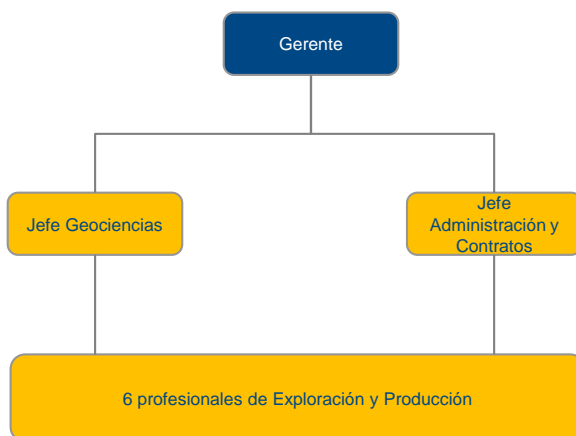 Gerente
Jefe Geociencias
Jefe
Administración y
Contratos
6 profesionales de Exploración y Producción